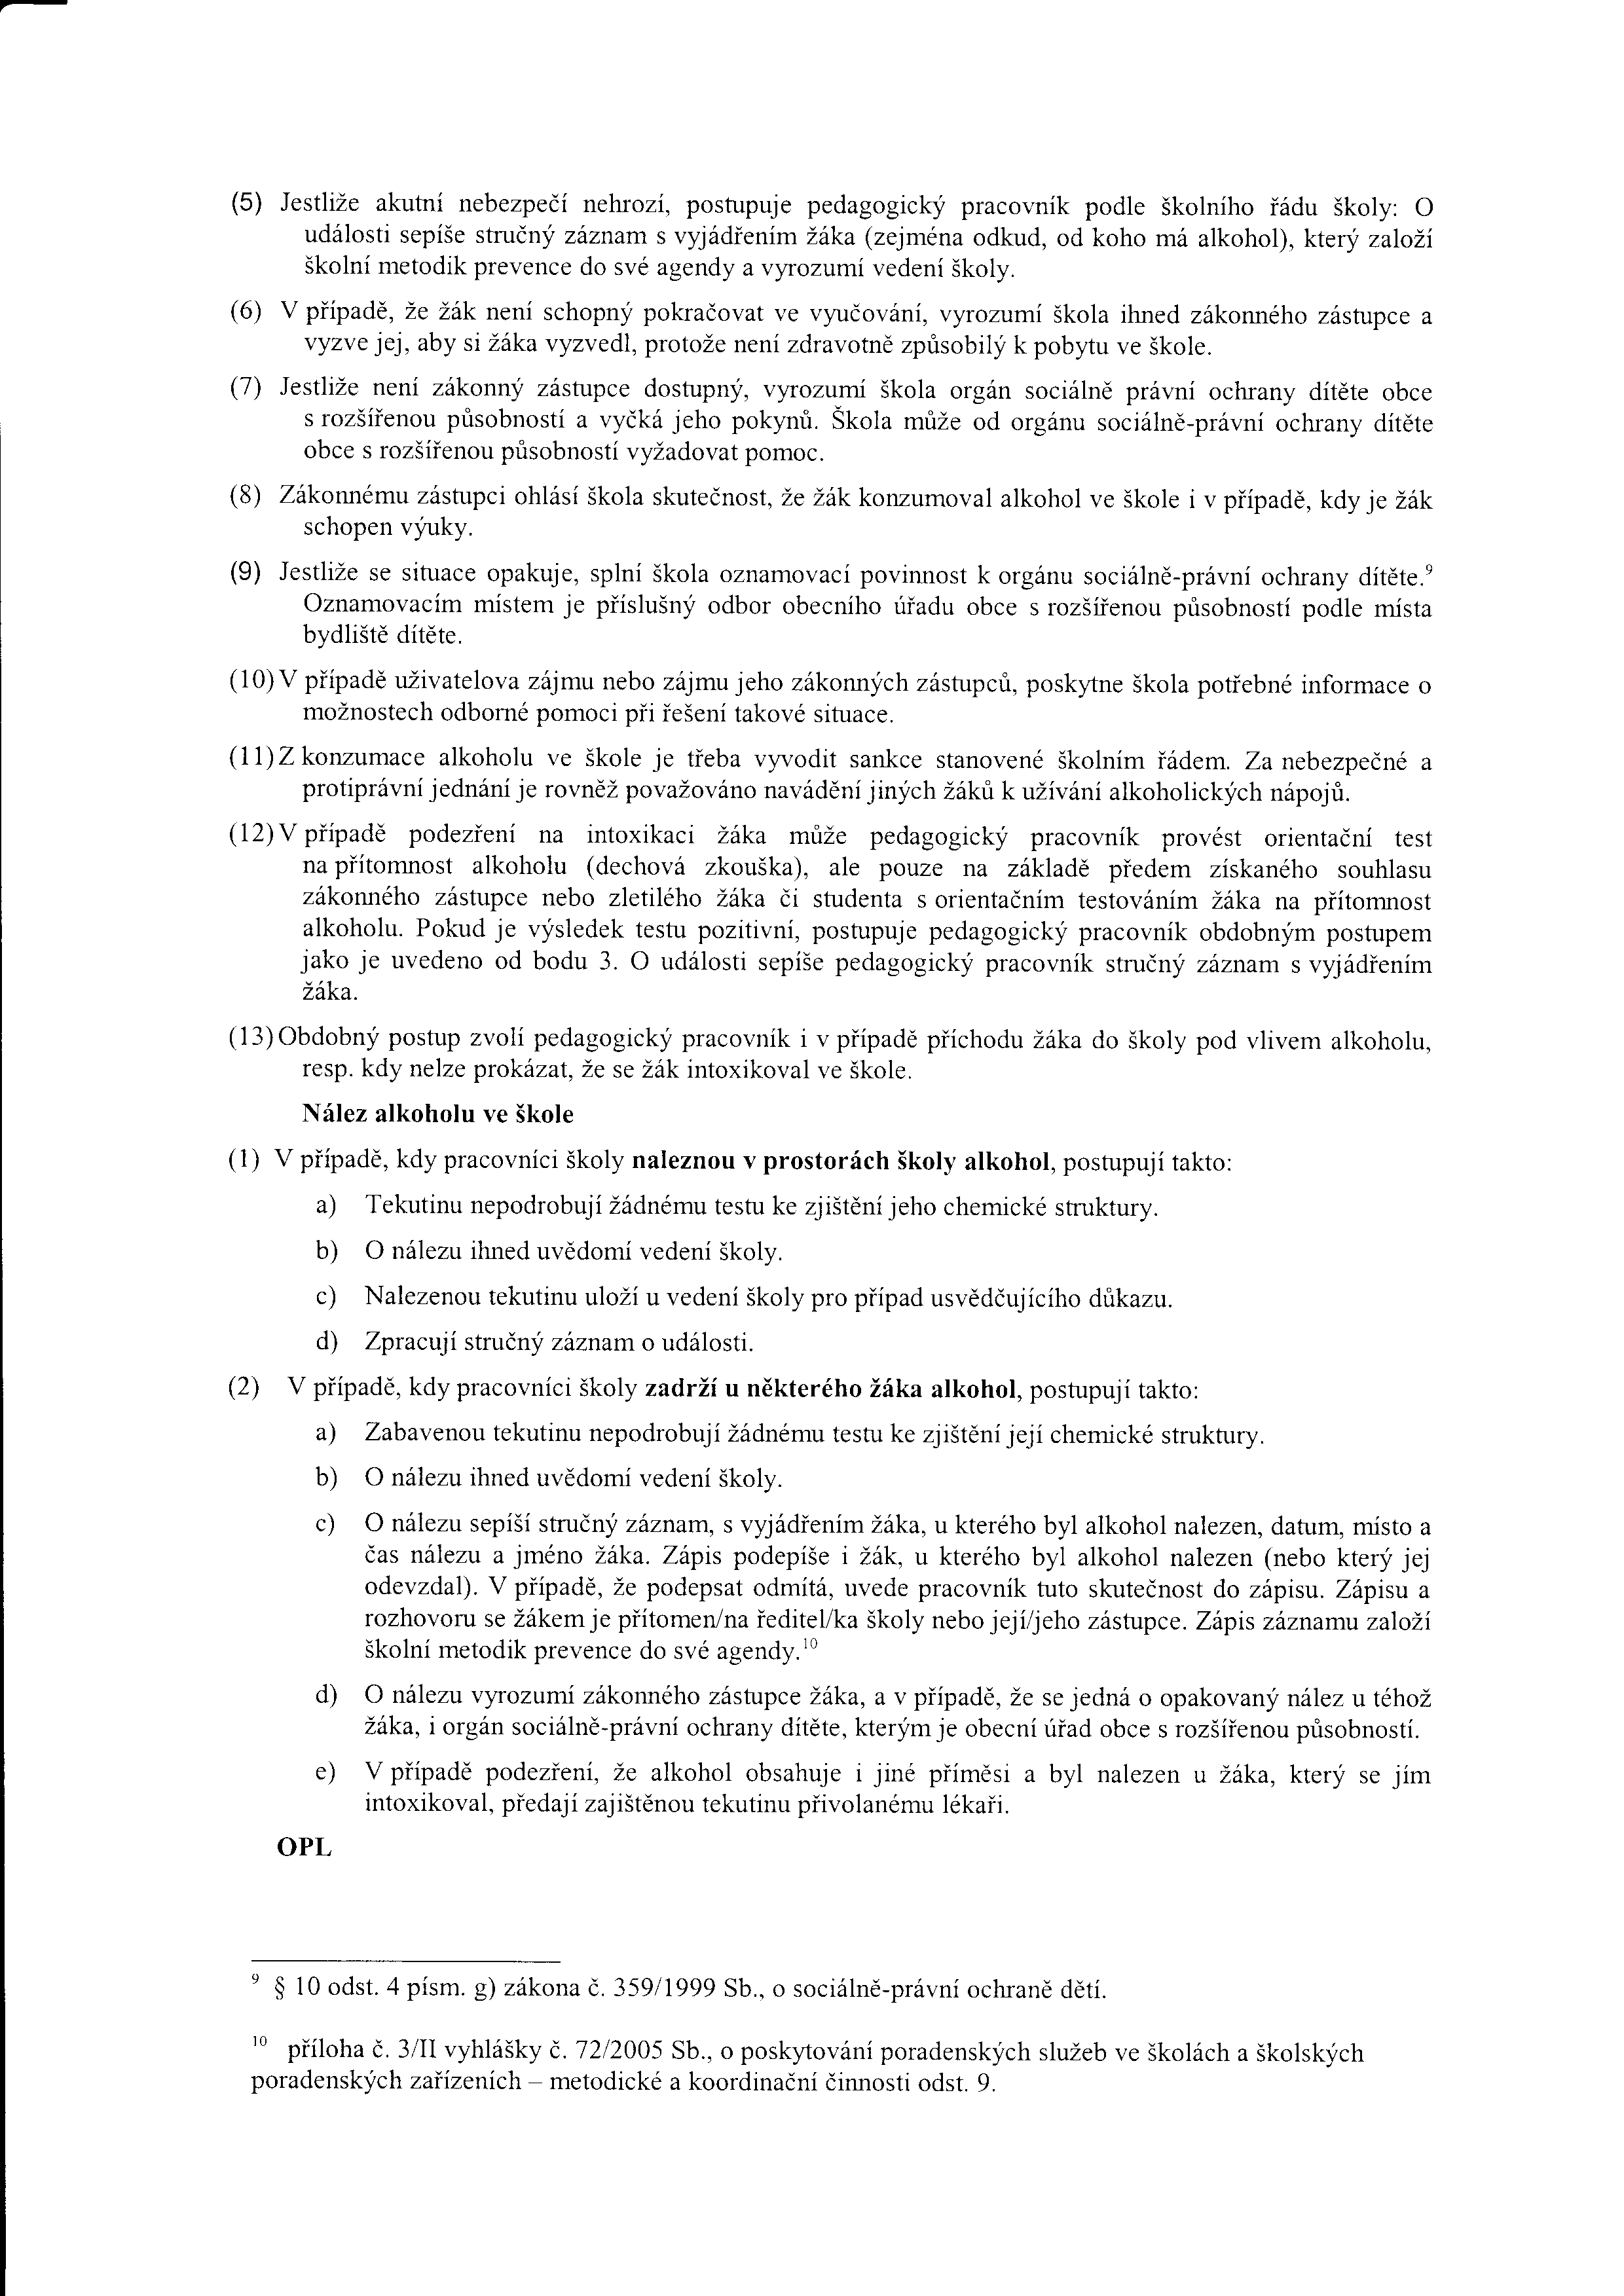 (5) Jestliže akutní nebezpečí nehrozí, postupuje pedagogický pracovník podle školního řádu školy: O
události sepíše stručný záznam s vyjádřením žáka (zejména odkud, od koho má alkohol), který založí
školní metodik prevence do své agendy a vyrozumí vedení školy.
(6) V případě, že žák není schopný pokračovat ve vyučování, vyrozumí škola ihned zákonného zástupce a
vyzve jej, aby si žáka vyzvedl, protože není zdravotně způsobilý k pobytu ve škole.
(7) Jestliže není zákonný zástupce dostupný, vyrozumí škola orgán sociálně právní ochrany dítěte obce
s rozšířenou působností a vyčká jeho pokynů. Škola může od orgánu sociálně-právní ochrany dítěte
obce s rozšířenou působností vyžadovat pomoc.
(8) Zákonnému zástupci ohlásí škola skutečnost, že žák konzumoval alkohol ve škole i v případě, kdy je žák
schopen výuky.
(9) Jestliže se situace opakuje, splní škola oznamovací povinnost k orgánu sociálně-právní ochrany dítěte.⁹
Oznamovacím místem je příslušný odbor obecního úřadu obce s rozšířenou působností podle místa
bydliště dítěte.
(10) V případě uživatelova zájmu nebo zájmu jeho zákonných zástupců, poskytne škola potřebné informace o
možnostech odborné pomoci při řešení takové situace.
(11) Z konzumace alkoholu ve škole je třeba vyvodit sankce stanovené školním řádem. Za nebezpečné a
protiprávní jednání je rovněž považováno navádění jiných žáků k užívání alkoholických nápojů.
(12) V případě podezření na intoxikaci žáka může pedagogický pracovník provést orientační test
na přítomnost alkoholu (dechová zkouška), ale pouze na základě předem získaného souhlasu
zákonného zástupce nebo zletilého žáka či studenta s orientačním testováním žáka na přítomnost
alkoholu. Pokud je výsledek testu pozitivní, postupuje pedagogický pracovník obdobným postupem
jako je uvedeno od bodu 3. O události sepíše pedagogický pracovník stručný záznam s vyjádřením
žáka.
(13) Obdobný postup zvolí pedagogický pracovník i v případě příchodu žáka do školy pod vlivem alkoholu,
resp. kdy nelze prokázat, že se žák intoxikoval ve škole.
Nález alkoholu ve škole
(1) V případě, kdy pracovníci školy naleznou v prostorách školy alkohol, postupují takto:
a) Tekutinu nepodrobují žádnému testu ke zjištění jeho chemické struktury.
b) O nálezu ihned uvědomí vedení školy.
c) Nalezenou tekutinu uloží u vedení školy pro případ usvědčujícího důkazu.
d) Zpracují stručný záznam o události.
(2) V případě, kdy pracovníci školy zadrží u některého žáka alkohol, postupují takto:
a) Zabavenou tekutinu nepodrobují žádnému testu ke zjištění její chemické struktury.
b) O nálezu ihned uvědomí vedení školy.
c) O nálezu sepíší stručný záznam, s vyjádřením žáka, u kterého byl alkohol nalezen, datum, místo a
čas nálezu a jméno žáka. Zápis podepíše i žák, u kterého byl alkohol nalezen (nebo který jej
odevzdal). V případě, že podepsat odmítá, uvede pracovník tuto skutečnost do zápisu. Zápisu a
rozhovoru se žákem je přítomen/na ředitel/ka školy nebo její/jeho zástupce. Zápis záznamu založí
školní metodik prevence do své agendy.¹⁰
d) O nálezu vyrozumí zákonného zástupce žáka, a v případě, že se jedná o opakovaný nález u téhož
žáka, i orgán sociálně-právní ochrany dítěte, kterým je obecní úřad obce s rozšířenou působností.
e) V případě podezření, že alkohol obsahuje i jiné příměsi a byl nalezen u žáka, který se jím
intoxikoval, předají zajištěnou tekutinu přivolanému lékaři.
OPL
⁹ § 10 odst. 4 písm. g) zákona č. 359/1999 Sb., o sociálně-právní ochraně dětí.
¹⁰ příloha č. 3/II vyhlášky č. 72/2005 Sb., o poskytování poradenských služeb ve školách a školských
poradenských zařízeních – metodické a koordinační činnosti odst. 9.